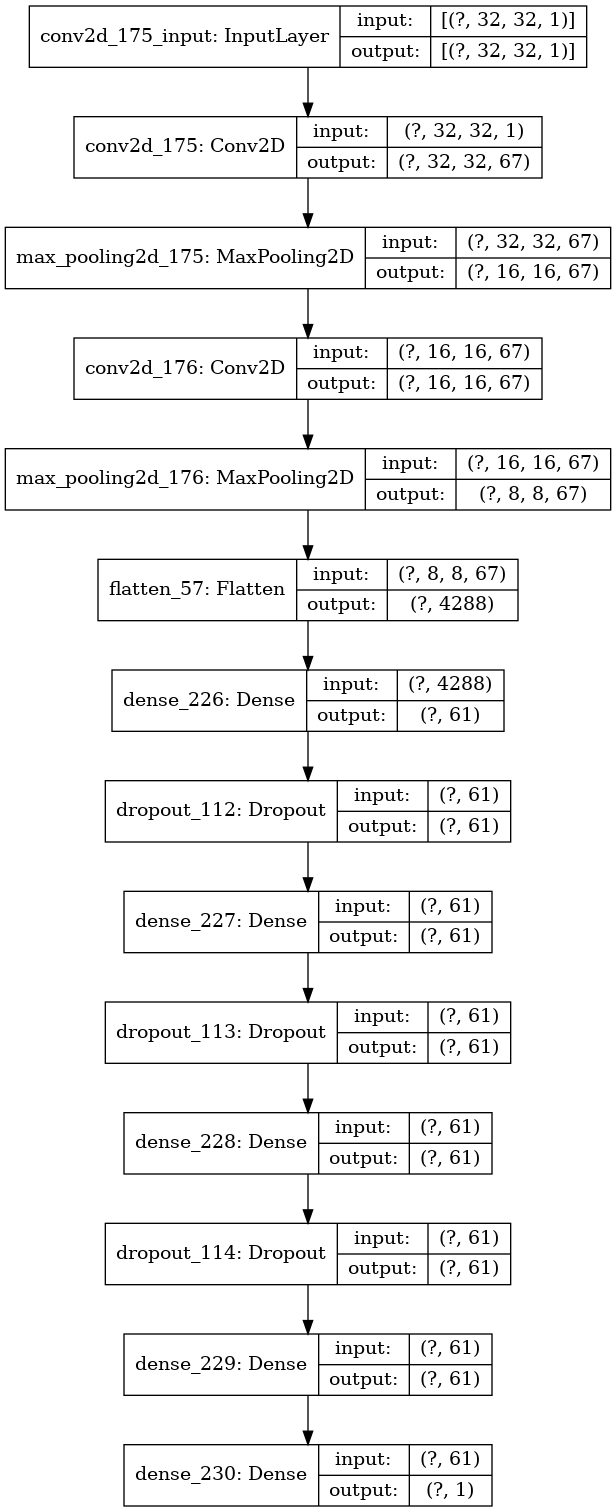 conv2d_175_input: InputLayer
input: [(?, 32, 32, 1)]
output: [(?, 32, 32, 1)]
conv2d_175: Conv2D
input: (?, 32, 32, 1)
output: (?, 32, 32, 67)
max_pooling2d_175: MaxPooling2D
input: (?, 32, 32, 67)
output: (?, 16, 16, 67)
conv2d_176: Conv2D
input: (?, 16, 16, 67)
output: (?, 16, 16, 67)
max_pooling2d_176: MaxPooling2D
input: (?, 16, 16, 67)
output: (?, 8, 8, 67)
flatten_57: Flatten
input: (?, 8, 8, 67)
output: (?, 4288)
dense_226: Dense
input: (?, 4288)
output: (?, 61)
dropout_112: Dropout
input: (?, 61)
output: (?, 61)
dense_227: Dense
input: (?, 61)
output: (?, 61)
dropout_113: Dropout
input: (?, 61)
output: (?, 61)
dense_228: Dense
input: (?, 61)
output: (?, 61)
dropout_114: Dropout
input: (?, 61)
output: (?, 61)
dense_229: Dense
input: (?, 61)
output: (?, 61)
dense_230: Dense
input: (?, 61)
output: (?, 1)